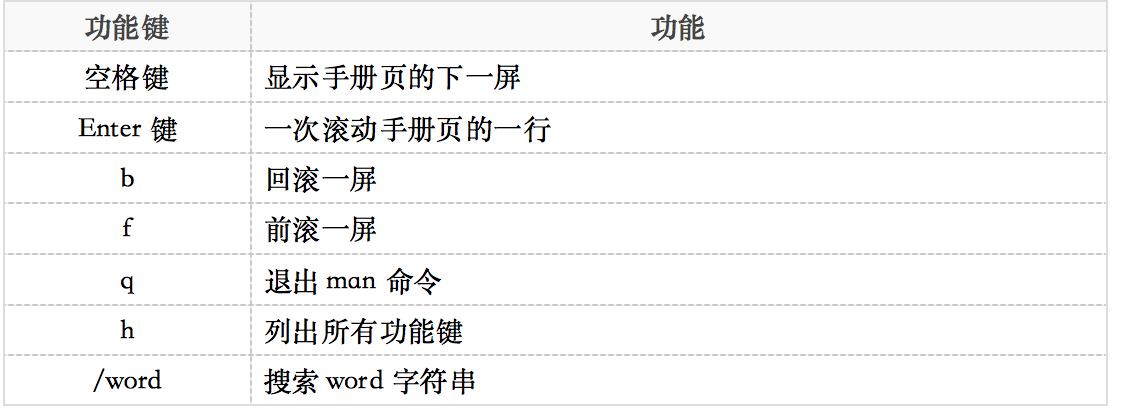 功能键 功能
空格键 显示手册页的下一屏
Enter 键 一次滚动手册页的一行
b 回滚一屏
f 前滚一屏
q 退出 man 命令
h 列出所有功能键
/word 搜索 word 字符串